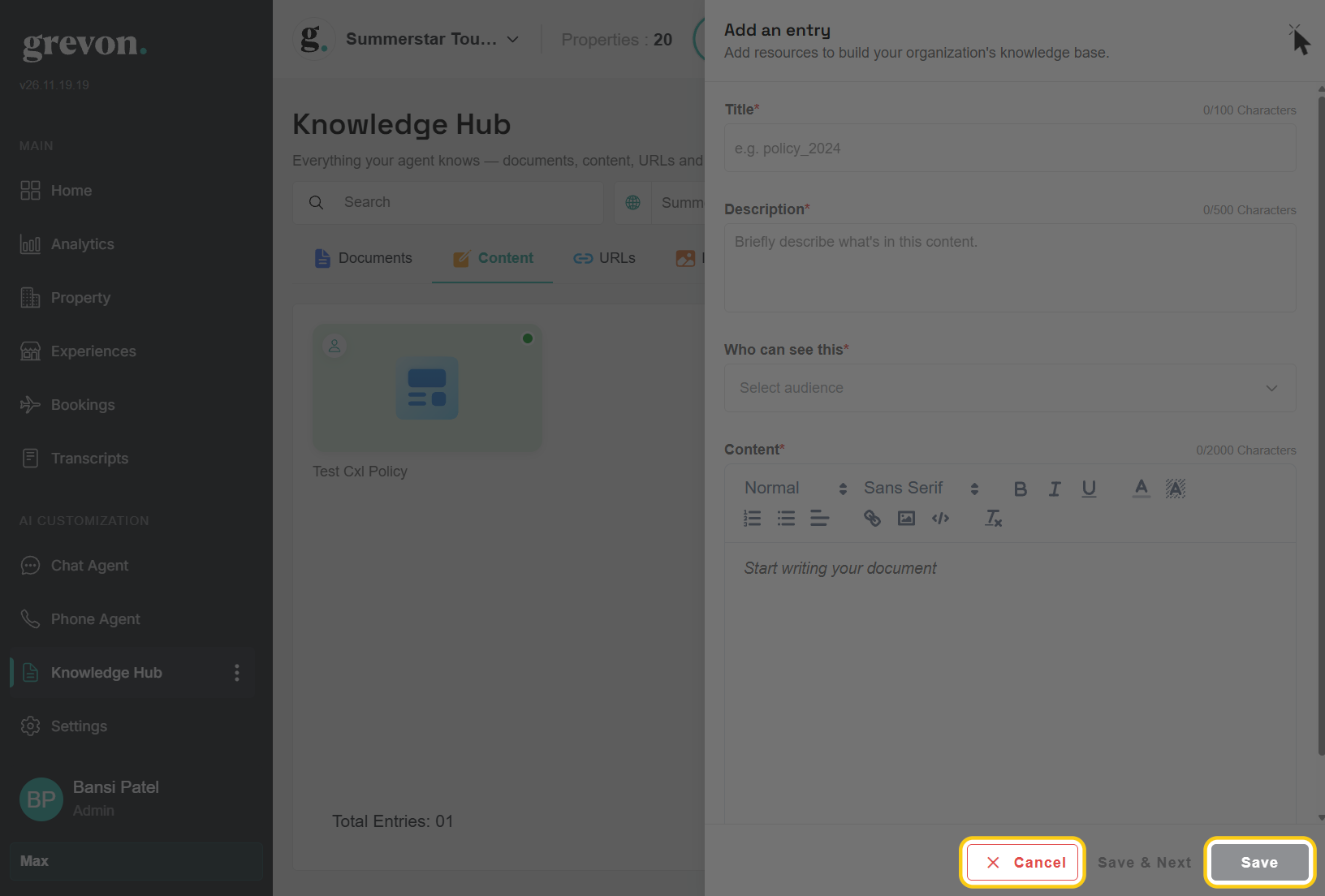 grevon.
v26.11.19.19
MAIN
Home
Analytics
Property
Experiences
Bookings
Transcripts
AI CUSTOMIZATION
Chat Agent
Phone Agent
Knowledge Hub
Settings
BP
Bansi Patel
Admin
Max
g.
Summerstar Tou...
Properties : 20
Knowledge Hub
Everything your agent knows — documents, content, URLs and
Search
Summe
Documents
Content
URLs
Test Cxl Policy
Total Entries: 01
Add an entry
Add resources to build your organization's knowledge base.
Title*
0/100 Characters
e.g. policy_2024
Description*
0/500 Characters
Briefly describe what's in this content.
Who can see this*
Select audience
Content*
0/2000 Characters
Normal
Sans Serif
B I U A A
Start writing your document
Cancel
Save & Next
Save